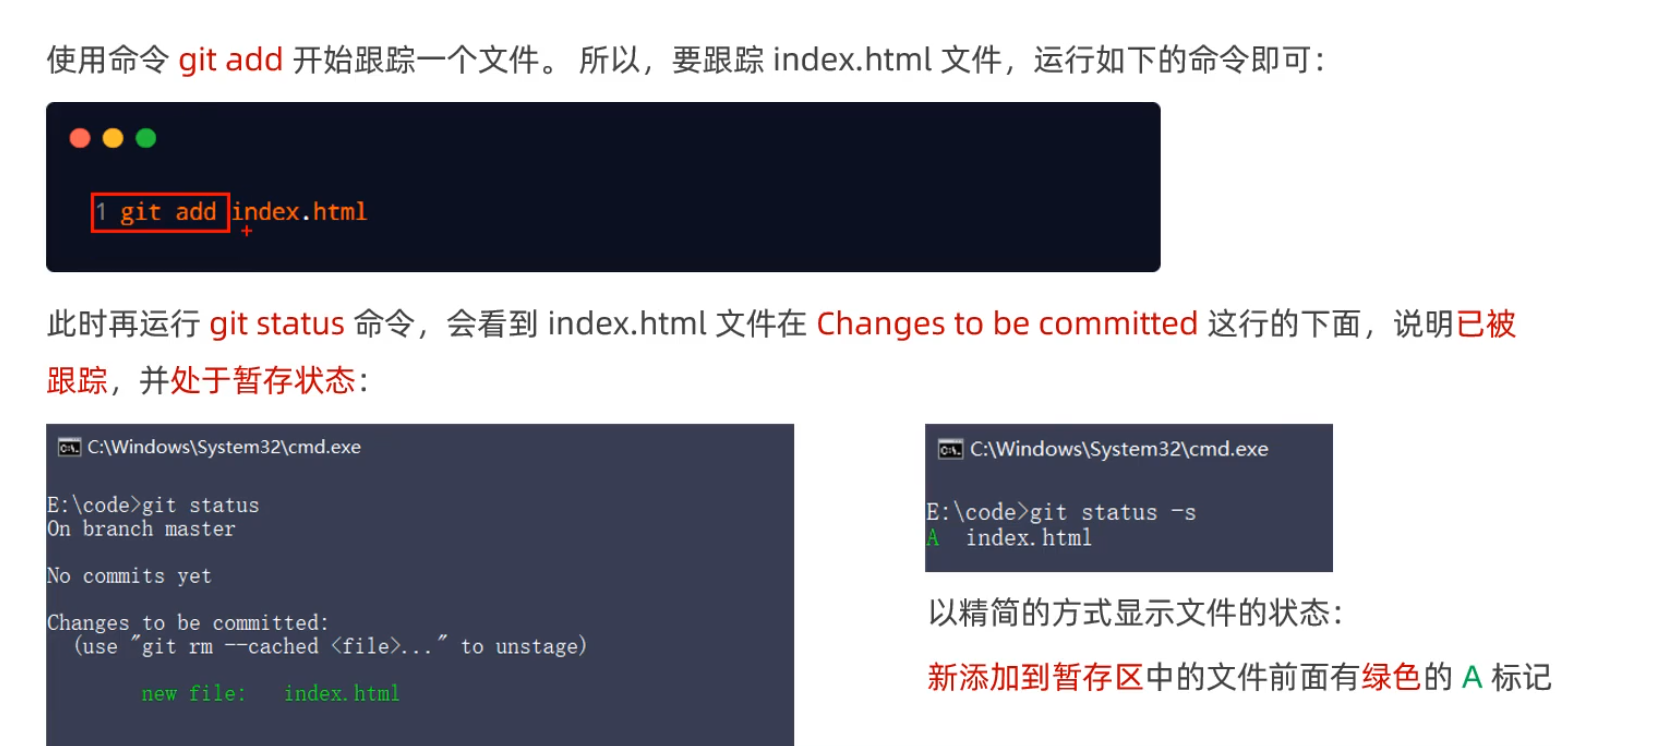 使用命令 git add 开始跟踪一个文件。 所以，要跟踪 index.html 文件，运行如下的命令即可：
1 git add index.html
此时再运行 git status 命令，会看到 index.html 文件在 Changes to be committed 这行的下面，说明已被
跟踪，并处于暂存状态：
C:\Windows\System32\cmd.exe
E:\code>git status
On branch master
No commits yet
Changes to be committed:
(use "git rm --cached <file>..." to unstage)
new file: index.html
C:\Windows\System32\cmd.exe
E:\code>git status -s
A index.html
以精简的方式显示文件的状态：
新添加到暂存区中的文件前面有绿色的 A 标记